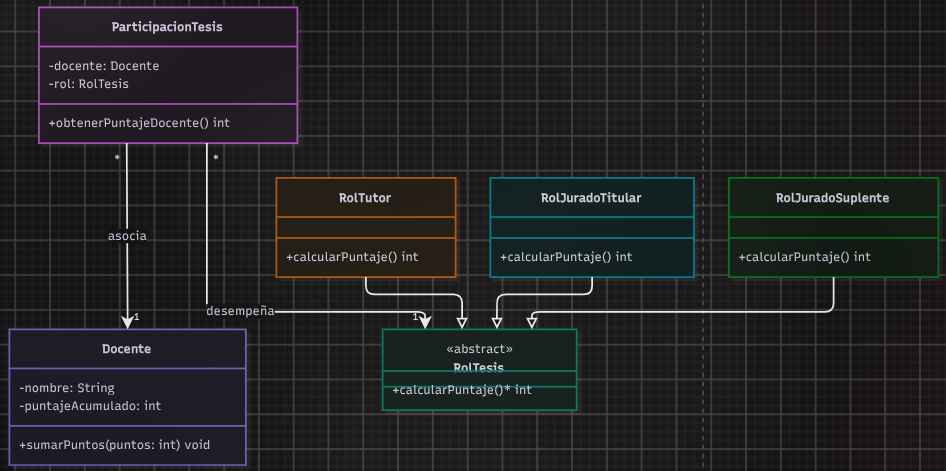 ParticipacionTesis
-docente: Docente
-rol: RolTesis
+obtenerPuntajeDocente() int
*
*
asocia
1
desempeña
1
RolTutor
+calcularPuntaje() int
RolJuradoTitular
+calcularPuntaje() int
RolJuradoSuplente
+calcularPuntaje() int
Docente
-nombre: String
-puntajeAcumulado: int
+sumarPuntos(puntos: int) void
«abstract»
RolTesis
+calcularPuntaje()* int